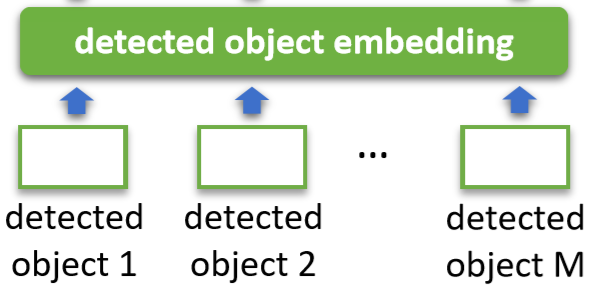 detected object embedding
...
detected detected detected
object 1 object 2 object M